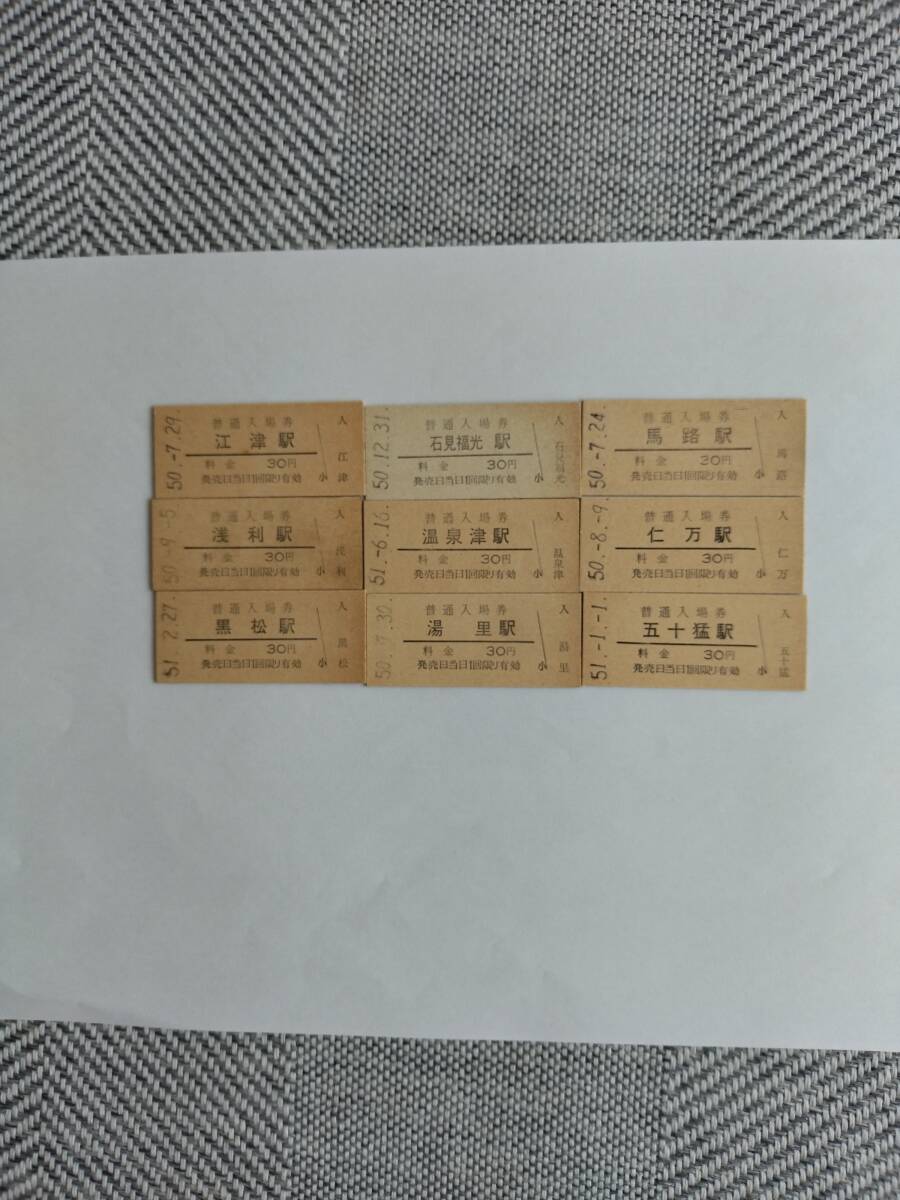 50.-7.29.
普通入場券
江津駅
料金 30円
発売日当日1回限り有効
小
入
江津
50.12.31.
普通入場券
石見福光 駅
料金 30円
発売日当日1回限り有効
小
入
石見福光
50.-7.24.
普通入場券
馬路駅
料金 30円
発売日当日1回限り有効
小
入
馬路
50.-9.-5.
普通入場券
浅利駅
料金 30円
発売日当日1回限り有効
小
入
浅利
51.-6.16.
普通入場券
温泉津駅
料金 30円
発売日当日1回限り有効
小
入
温泉津
50.-8.-9.
普通入場券
仁万駅
料金 30円
発売日当日1回限り有効
小
入
仁万
51.2.27.
普通入場券
黒松駅
料金 30円
発売日当日1回限り有効
小
入
黒松
50.7.30.
普通入場券
湯里駅
料金 30円
発売日当日1回限り有効
小
入
湯里
51.-1.-1.
普通入場券
五十猛駅
料金 30円
発売日当日1回限り有効
小
入
五十猛